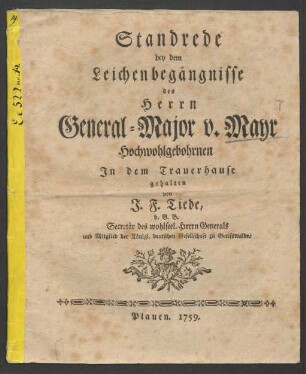 Standrede
bey dem
Leichenbegängnisse
des
Herrn
General-Major v. Mayr
Hochwohlgebohrnen
In dem Trauerhause
gehalten
von
J. F. Tiede,
d. G. B.
Secretär des wohlseel. Herrn Generals
und Mitglied der Königl. deutschen Gesellschaft zu Greifswalde,
Plauen. 1759.